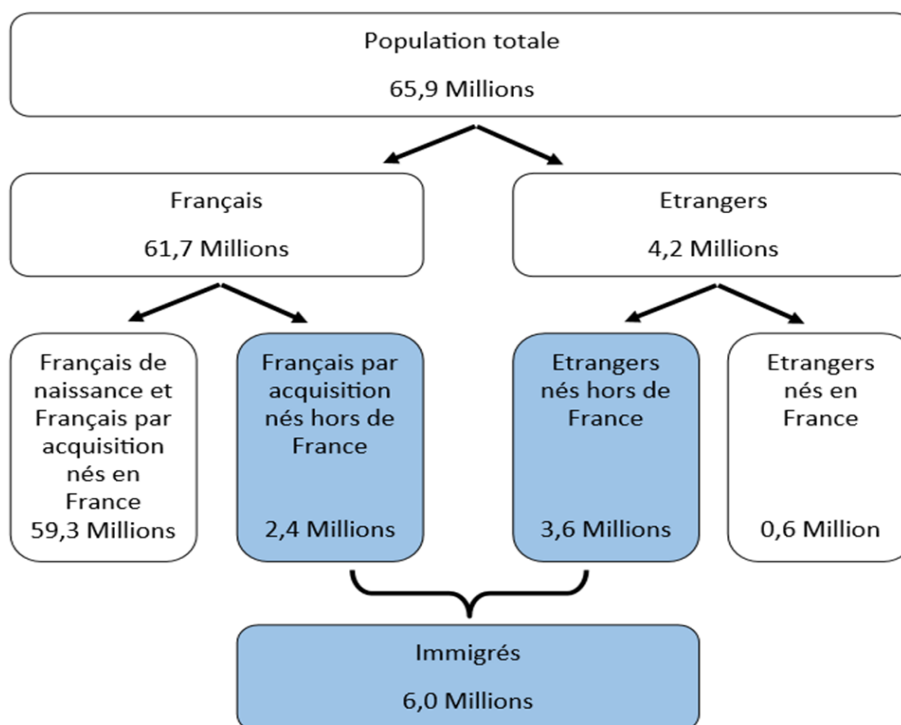 Population totale
65,9 Millions
Français
61,7 Millions
Etrangers
4,2 Millions
Français de
naissance et
Français par
acquisition
nés en
France
59,3 Millions
Français par
acquisition
nés hors de
France
2,4 Millions
Etrangers
nés hors de
France
3,6 Millions
Etrangers
nés en
France
0,6 Million
Immigrés
6,0 Millions